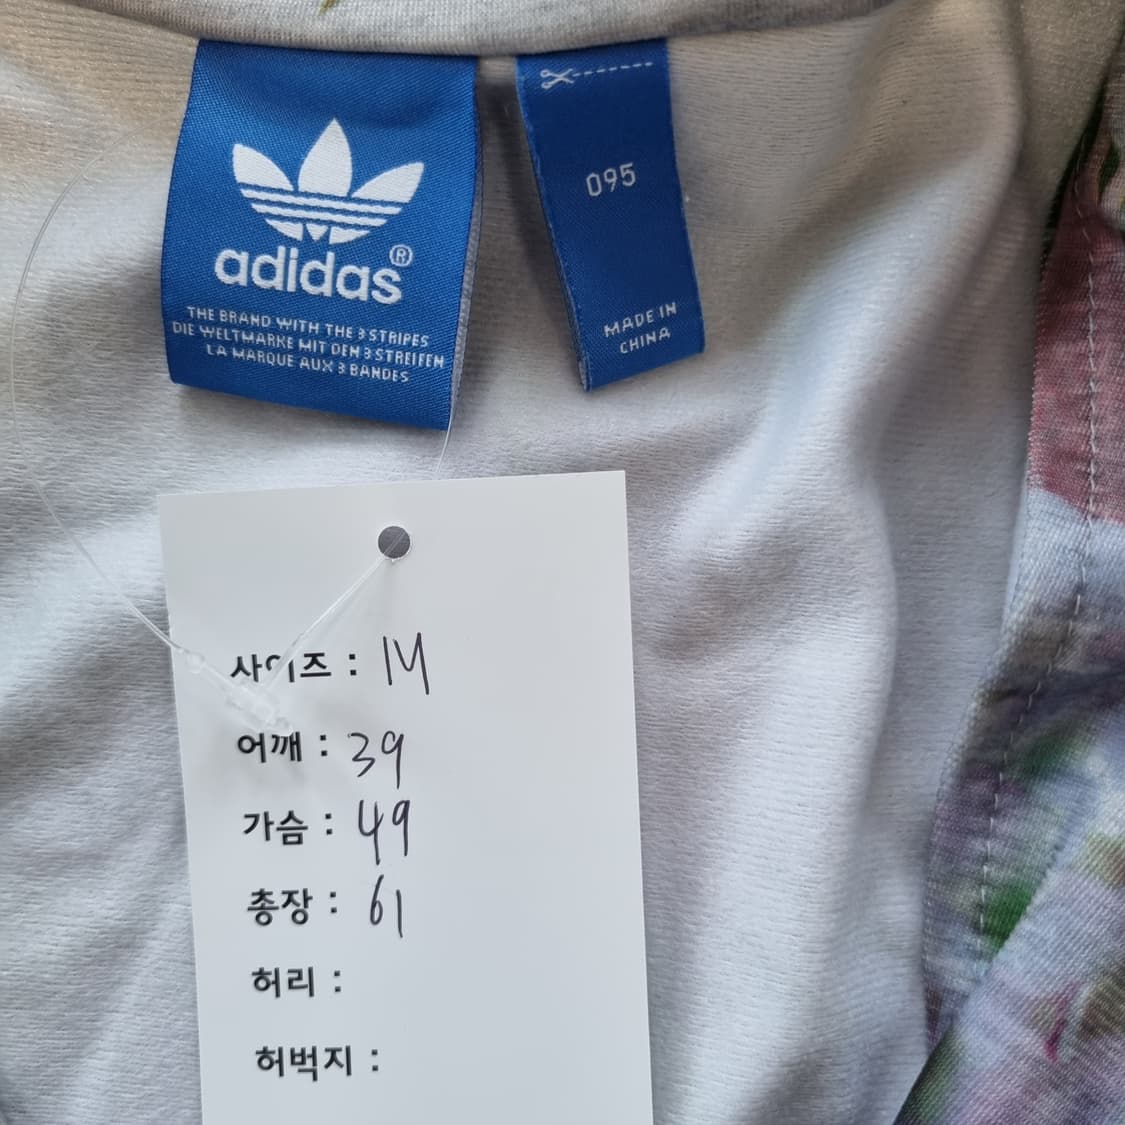 adidas®
THE BRAND WITH THE 3 STRIPES
DIE WELTMARKE MIT DEN 3 STREIFEN
LA MARQUE AUX 3 BANDES
095
MADE IN
CHINA
사이즈 : M
어깨 : 39
가슴 : 49
총장 : 61
허리 :
허벅지 :